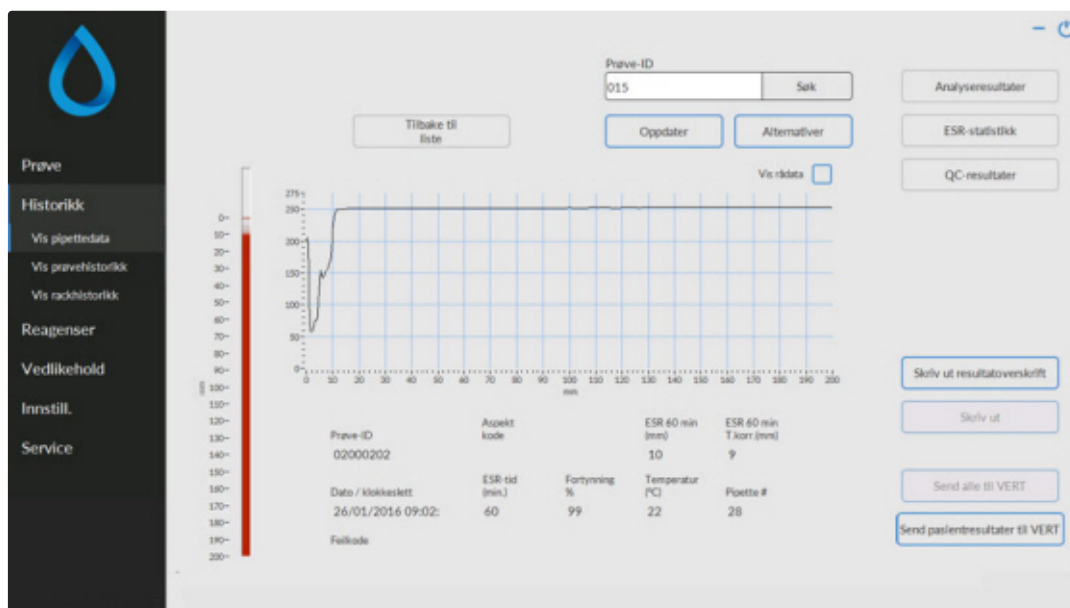 Prøve-ID
015
Søk
Analyseresultater
Tilbake til
liste
Oppdater
Alternativer
ESR-statistikk
Vis rådata
QC-resultater
Prøve
Historikk
Vis pipettedata
Vis prøvehistorikk
Vis rackhistorikk
Reagenser
Vedlikehold
Innstill.
Service
0
10
20
30
40
50
60
70
80
90
100
110
120
130
140
150
160
170
180
190
200
mm
275
250
200
150
100
50
0
0 10 20 30 40 50 60 70 80 90 100 110 120 130 140 150 160 170 180 190 200
mm
Skriv ut resultatoverskrift
Skriv ut
Send alle til VERT
Send pasientresultater til VERT
Prøve-ID
02000202
Aspekt
kode
ESR 60 min
(mm)
10
ESR 60 min
T.korr.(mm)
9
Dato / klokkeslett
26/01/2016 09:02:
ESR-tid
(min.)
60
Fortynning
%
99
Temperatur
(°C)
22
Pipette #
28
Feilkode